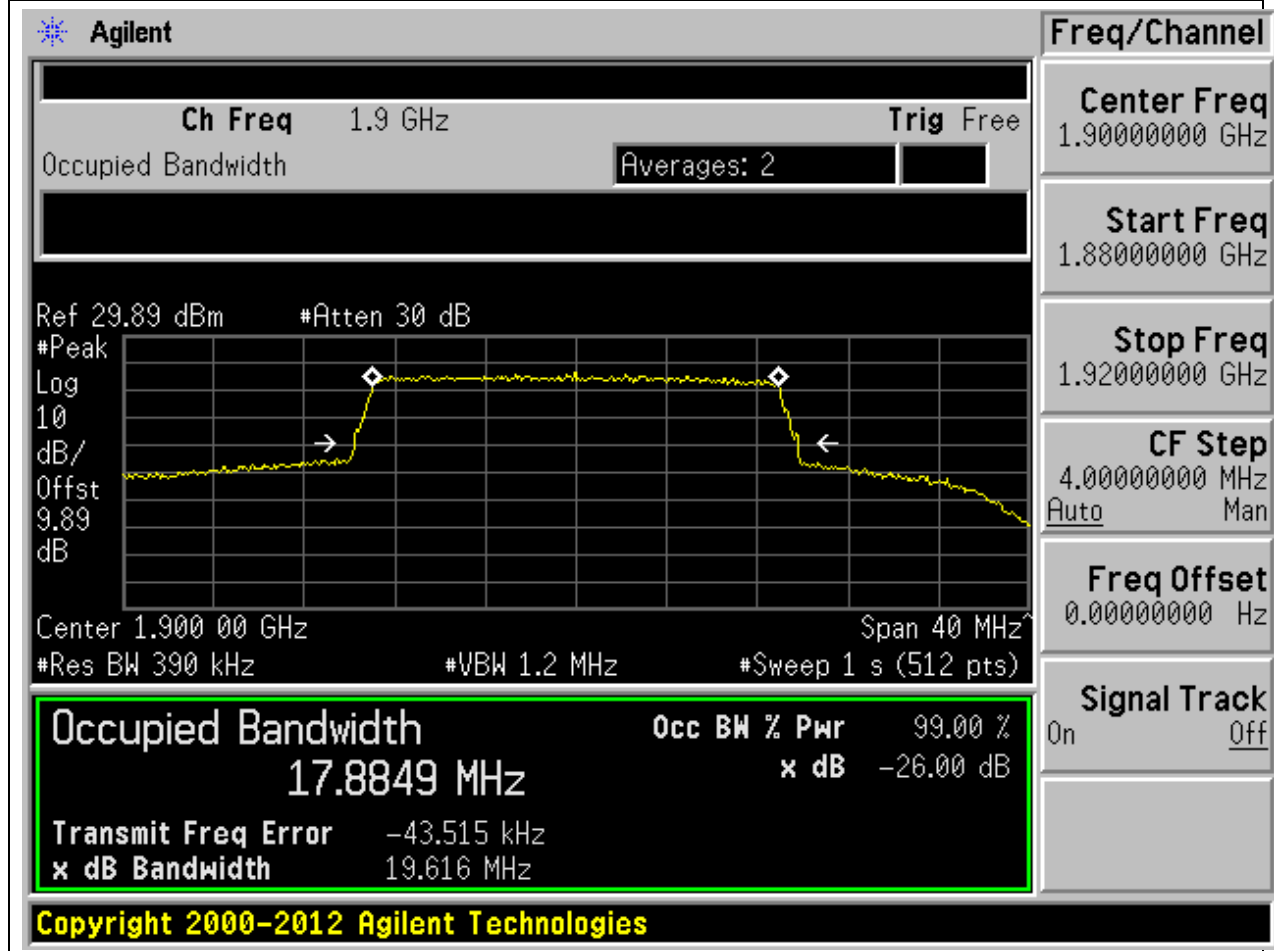 Agilent
Freq/Channel
Ch Freq 1.9 GHz Trig Free
Occupied Bandwidth Averages: 2
Ref 29.89 dBm #Atten 30 dB
#Peak
Log
10
dB/
Offst
9.89
dB
Center 1.900 00 GHz Span 40 MHz^
#Res BW 390 kHz #VBW 1.2 MHz #Sweep 1 s (512 pts)
Occupied Bandwidth
17.8849 MHz
Occ BW % Pwr 99.00 %
x dB -26.00 dB
Transmit Freq Error -43.515 kHz
x dB Bandwidth 19.616 MHz
Copyright 2000-2012 Agilent Technologies
Center Freq
1.90000000 GHz
Start Freq
1.88000000 GHz
Stop Freq
1.92000000 GHz
CF Step
4.00000000 MHz
Auto Man
Freq Offset
0.00000000 Hz
Signal Track
On Off